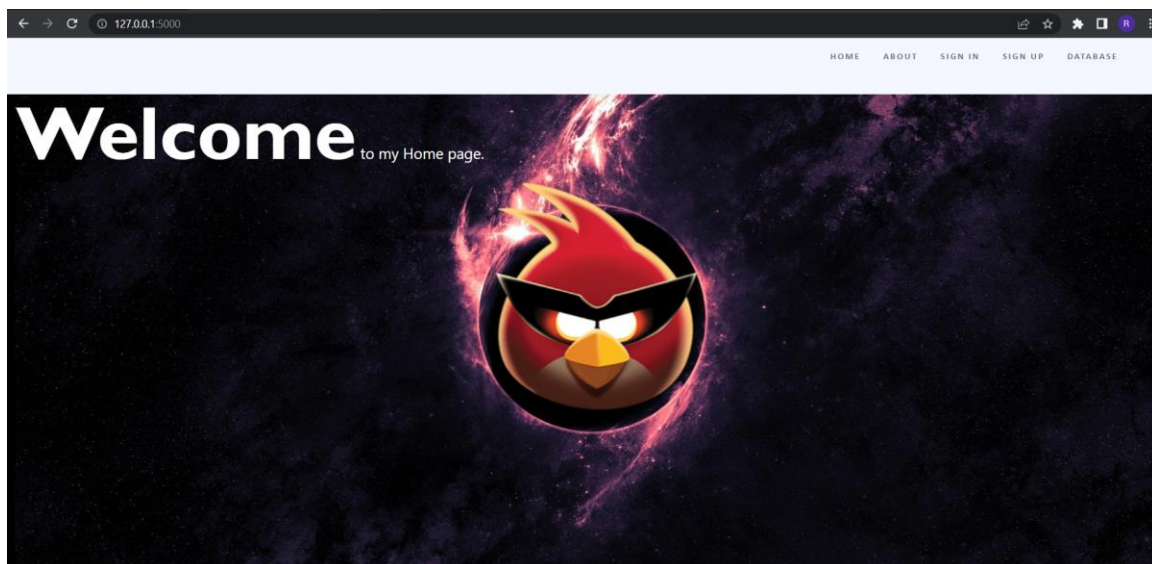 127.0.0.1:5000
R
HOME ABOUT SIGN IN SIGN UP DATABASE
Welcome to my Home page.